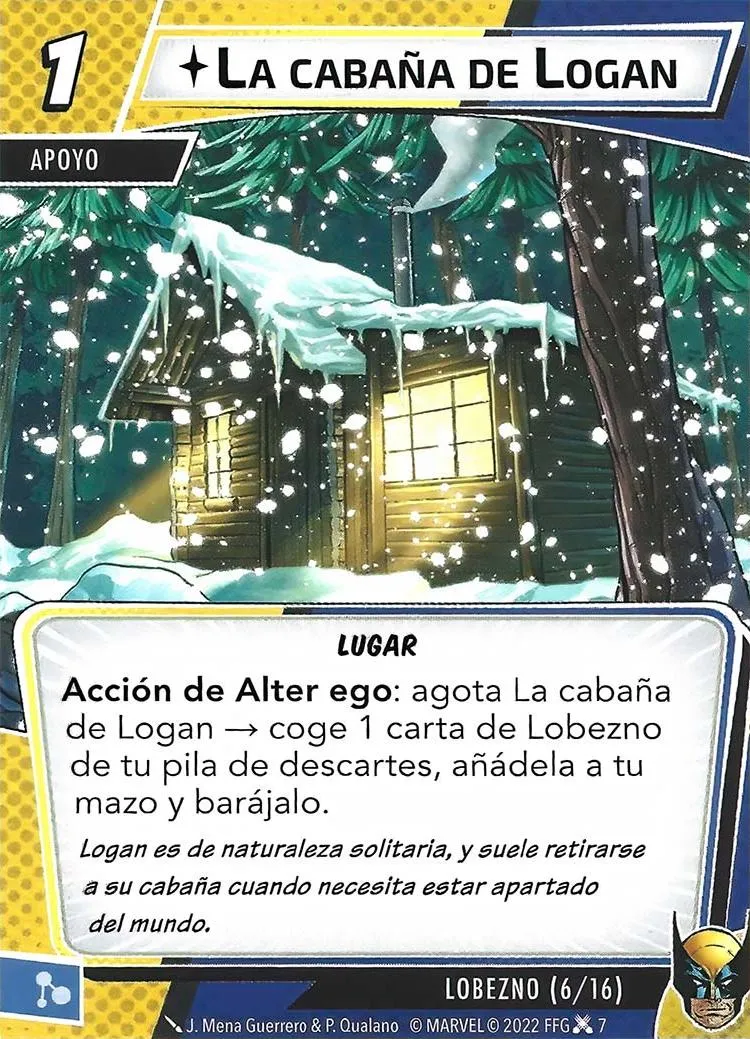 1
LA CABAÑA DE LOGAN
APOYO
LUGAR
Acción de Alter ego: agota La cabaña
de Logan → coge 1 carta de Lobezno
de tu pila de descartes, añádela a tu
mazo y barájalo.
Logan es de naturaleza solitaria, y suele retirarse
a su cabaña cuando necesita estar apartado
del mundo.
LOBEZNO (6/16)
J. Mena Guerrero & P. Qualano © MARVEL © 2022 FFG 7